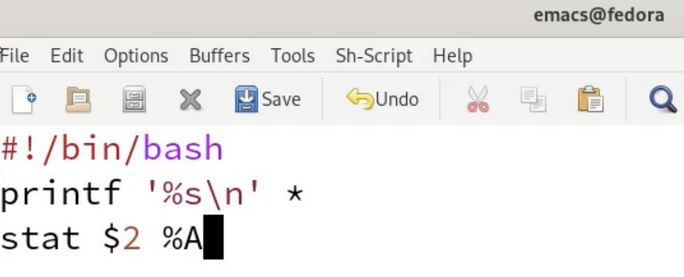 emacs@fedora
File Edit Options Buffers Tools Sh-Script Help
Save Undo
#!/bin/bash
printf '%s\n' *
stat $2 %A